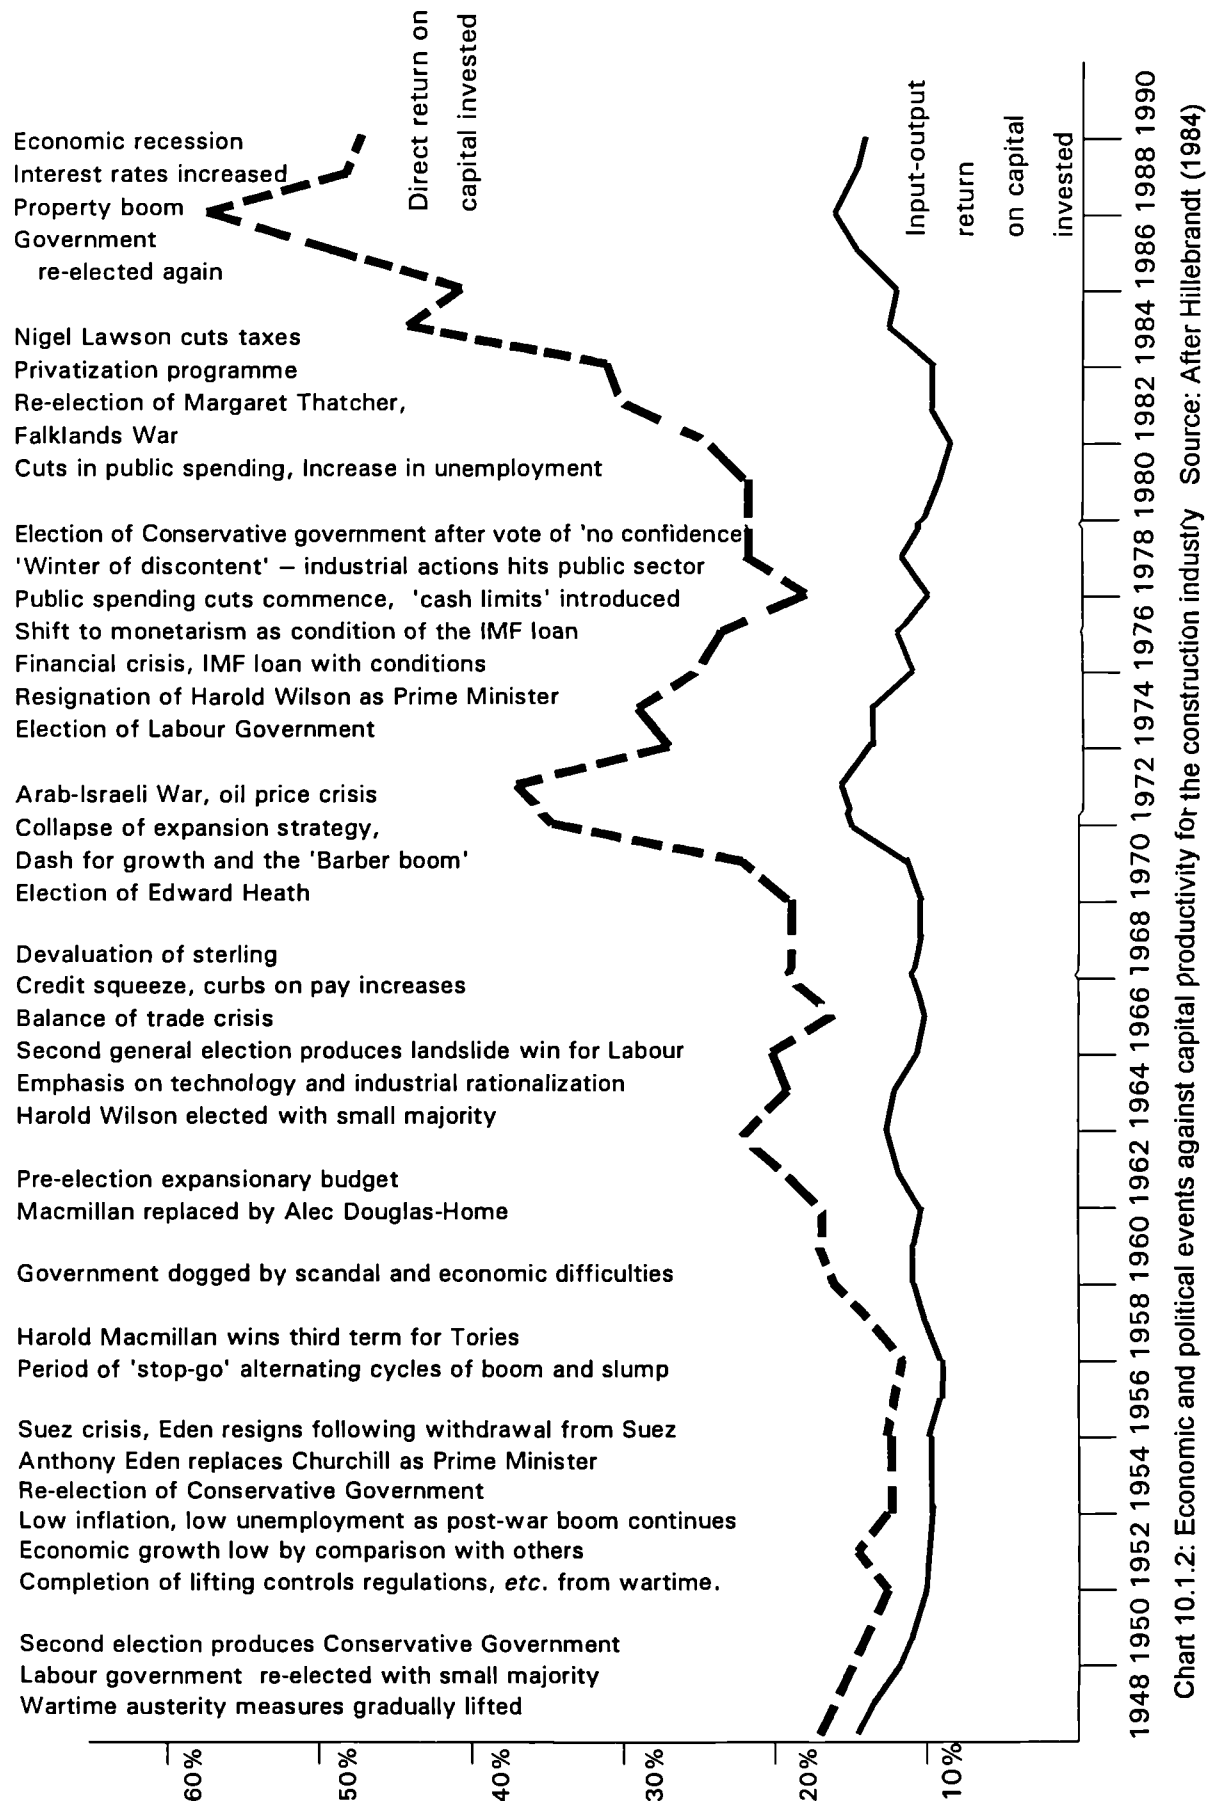 Economic recession
Interest rates increased
Property boom
Government
re-elected again
Nigel Lawson cuts taxes
Privatization programme
Re-election of Margaret Thatcher,
Falklands War
Cuts in public spending, Increase in unemployment
Election of Conservative government after vote of 'no confidence'
'Winter of discontent' – industrial actions hits public sector
Public spending cuts commence, 'cash limits' introduced
Shift to monetarism as condition of the IMF loan
Financial crisis, IMF loan with conditions
Resignation of Harold Wilson as Prime Minister
Election of Labour Government
Arab-Israeli War, oil price crisis
Collapse of expansion strategy,
Dash for growth and the 'Barber boom'
Election of Edward Heath
Devaluation of sterling
Credit squeeze, curbs on pay increases
Balance of trade crisis
Second general election produces landslide win for Labour
Emphasis on technology and industrial rationalization
Harold Wilson elected with small majority
Pre-election expansionary budget
Macmillan replaced by Alec Douglas-Home
Government dogged by scandal and economic difficulties
Harold Macmillan wins third term for Tories
Period of 'stop-go' alternating cycles of boom and slump
Suez crisis, Eden resigns following withdrawal from Suez
Anthony Eden replaces Churchill as Prime Minister
Re-election of Conservative Government
Low inflation, low unemployment as post-war boom continues
Economic growth low by comparison with others
Completion of lifting controls regulations, etc. from wartime.
Second election produces Conservative Government
Labour government re-elected with small majority
Wartime austerity measures gradually lifted
60%
50%
40%
30%
20%
10%
Direct return on
capital invested
Input-output
return
on capital
invested
1948 1950 1952 1954 1956 1958 1960 1962 1964 1966 1968 1970 1972 1974 1976 1978 1980 1982 1984 1986 1988 1990
Chart 10.1.2: Economic and political events against capital productivity for the construction industry Source: After Hillebrandt (1984)